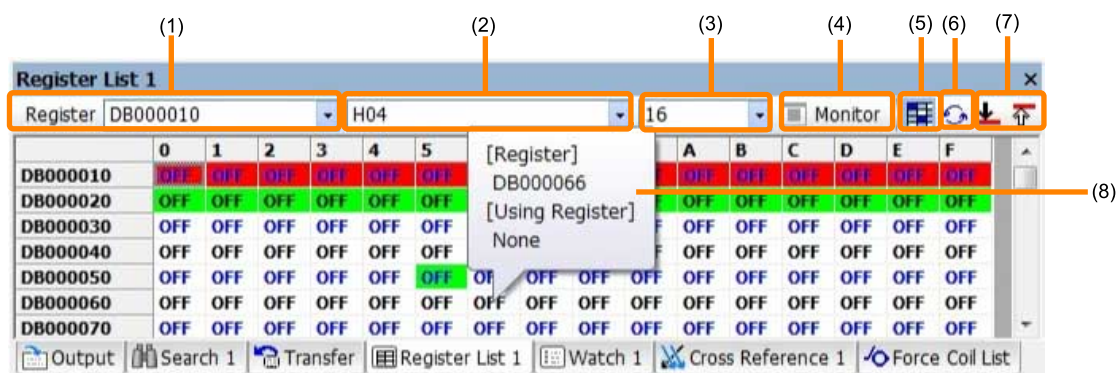 (1) (2) (3) (4) (5) (6) (7)
Register List 1
Register DB000010 H04 16 Monitor
0 1 2 3 4 5 A B C D E F
DB000010 OFF OFF OFF OFF OFF OFF OFF OFF OFF OFF OFF OFF
DB000020 OFF OFF OFF OFF OFF OFF OFF OFF OFF OFF OFF OFF
DB000030 OFF OFF OFF OFF OFF OFF OFF OFF OFF OFF OFF OFF
DB000040 OFF OFF OFF OFF OFF OFF OFF OFF OFF OFF OFF OFF
DB000050 OFF OFF OFF OFF OFF OFF OFF OFF OFF OFF OFF OFF OFF OFF OFF
DB000060 OFF OFF OFF OFF OFF OFF OFF OFF OFF OFF OFF OFF OFF OFF OFF OFF
DB000070 OFF OFF OFF OFF OFF OFF OFF OFF OFF OFF OFF OFF OFF OFF OFF OFF
[Register]
DB000066
[Using Register]
None
(8)
Output Search 1 Transfer Register List 1 Watch 1 Cross Reference 1 Force Coil List